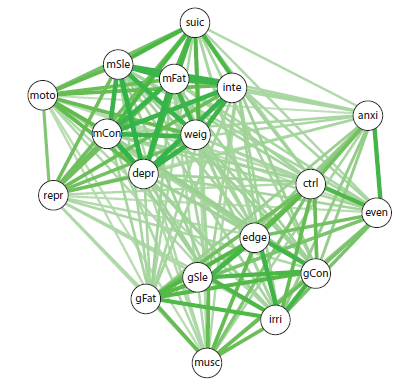 suic
mSle
mFat
inte
moto
anxi
mCon
weig
depr
ctrl
repr
even
edge
gSle
gCon
gFat
irri
musc